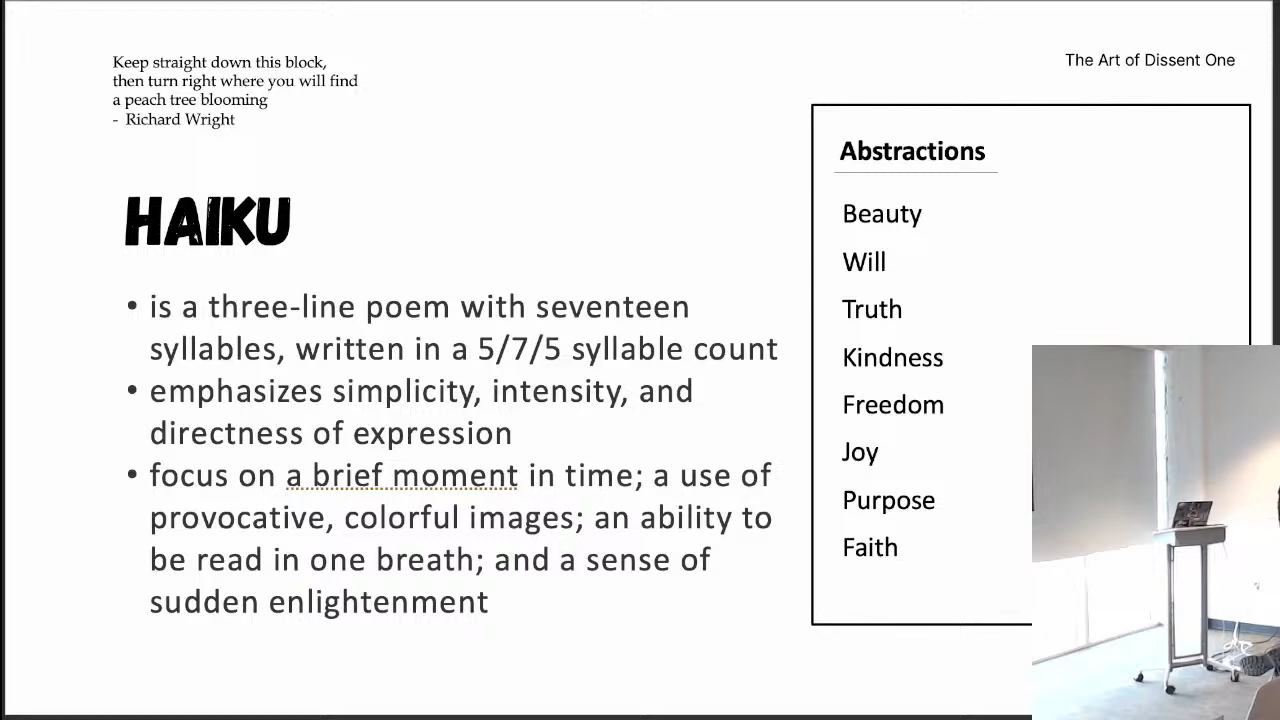 Keep straight down this block,
then turn right where you will find
a peach tree blooming
- Richard Wright
The Art of Dissent One
HAIKU
• is a three-line poem with seventeen
syllables, written in a 5/7/5 syllable count
• emphasizes simplicity, intensity, and
directness of expression
• focus on a brief moment in time; a use of
provocative, colorful images; an ability to
be read in one breath; and a sense of
sudden enlightenment
Abstractions
Beauty
Will
Truth
Kindness
Freedom
Joy
Purpose
Faith